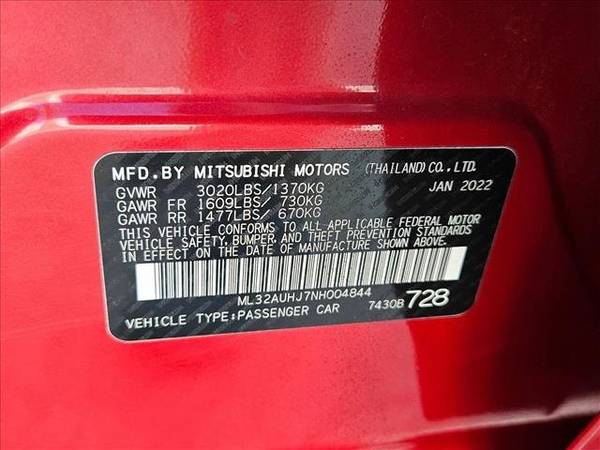 MFD. BY MITSUBISHI MOTORS (THAILAND) CO., LTD.
GVWR 3020LBS/1370KG JAN 2022
GAWR FR 1609LBS/ 730KG
GAWR RR 1477LBS/ 670KG
THIS VEHICLE CONFORMS TO ALL APPLICABLE FEDERAL MOTOR
VEHICLE SAFETY, BUMPER, AND THEFT PREVENTION STANDARDS
IN EFFECT ON THE DATE OF MANUFACTURE SHOWN ABOVE.
ML32AUHJ7NH004844
VEHICLE TYPE:PASSENGER CAR 7430B 728